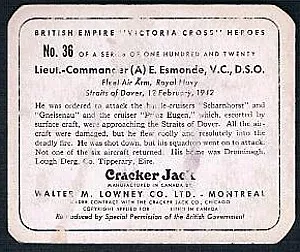 BRITISH EMPIRE "VICTORIA CROSS" HEROES
No. 36 OF A SERIES OF ONE HUNDRED AND TWENTY
Lieut.-Commander (A) E. Esmonde, V.C., D.S.O.
Fleet Air Arm, Royal Navy
Straits of Dover, 12 February, 1942
He was ordered to attack the battle-cruisers "Scharnhorst" and
"Gneisenau" and the cruiser "Prinz Eugen," which, escorted by
surface craft, were approaching the Straits of Dover. All the air-
craft were damaged, but he flew coolly and resolutely into the
deadly fire. He was shot down, but his squadron went on to attack.
Not one of the six aircraft returned. His home was Drominagh,
Lough Derg, Co. Tipperary, Eire.
Cracker Jack
MANUFACTURED IN CANADA BY
WALTER M. LOWNEY CO. LTD. - MONTREAL
UNDER CONTRACT WITH THE CRACKER JACK CO., CHICAGO
COPYRIGHT APPLIED FOR IN CANADA
Reproduced by Special Permission of the British Government